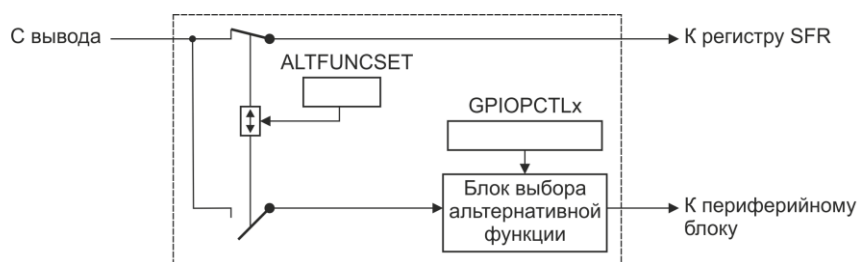 С вывода
К регистру SFR
ALTFUNCSET
GPIOPCTLx
Блок выбора
альтернативной
функции
К периферийному
блоку